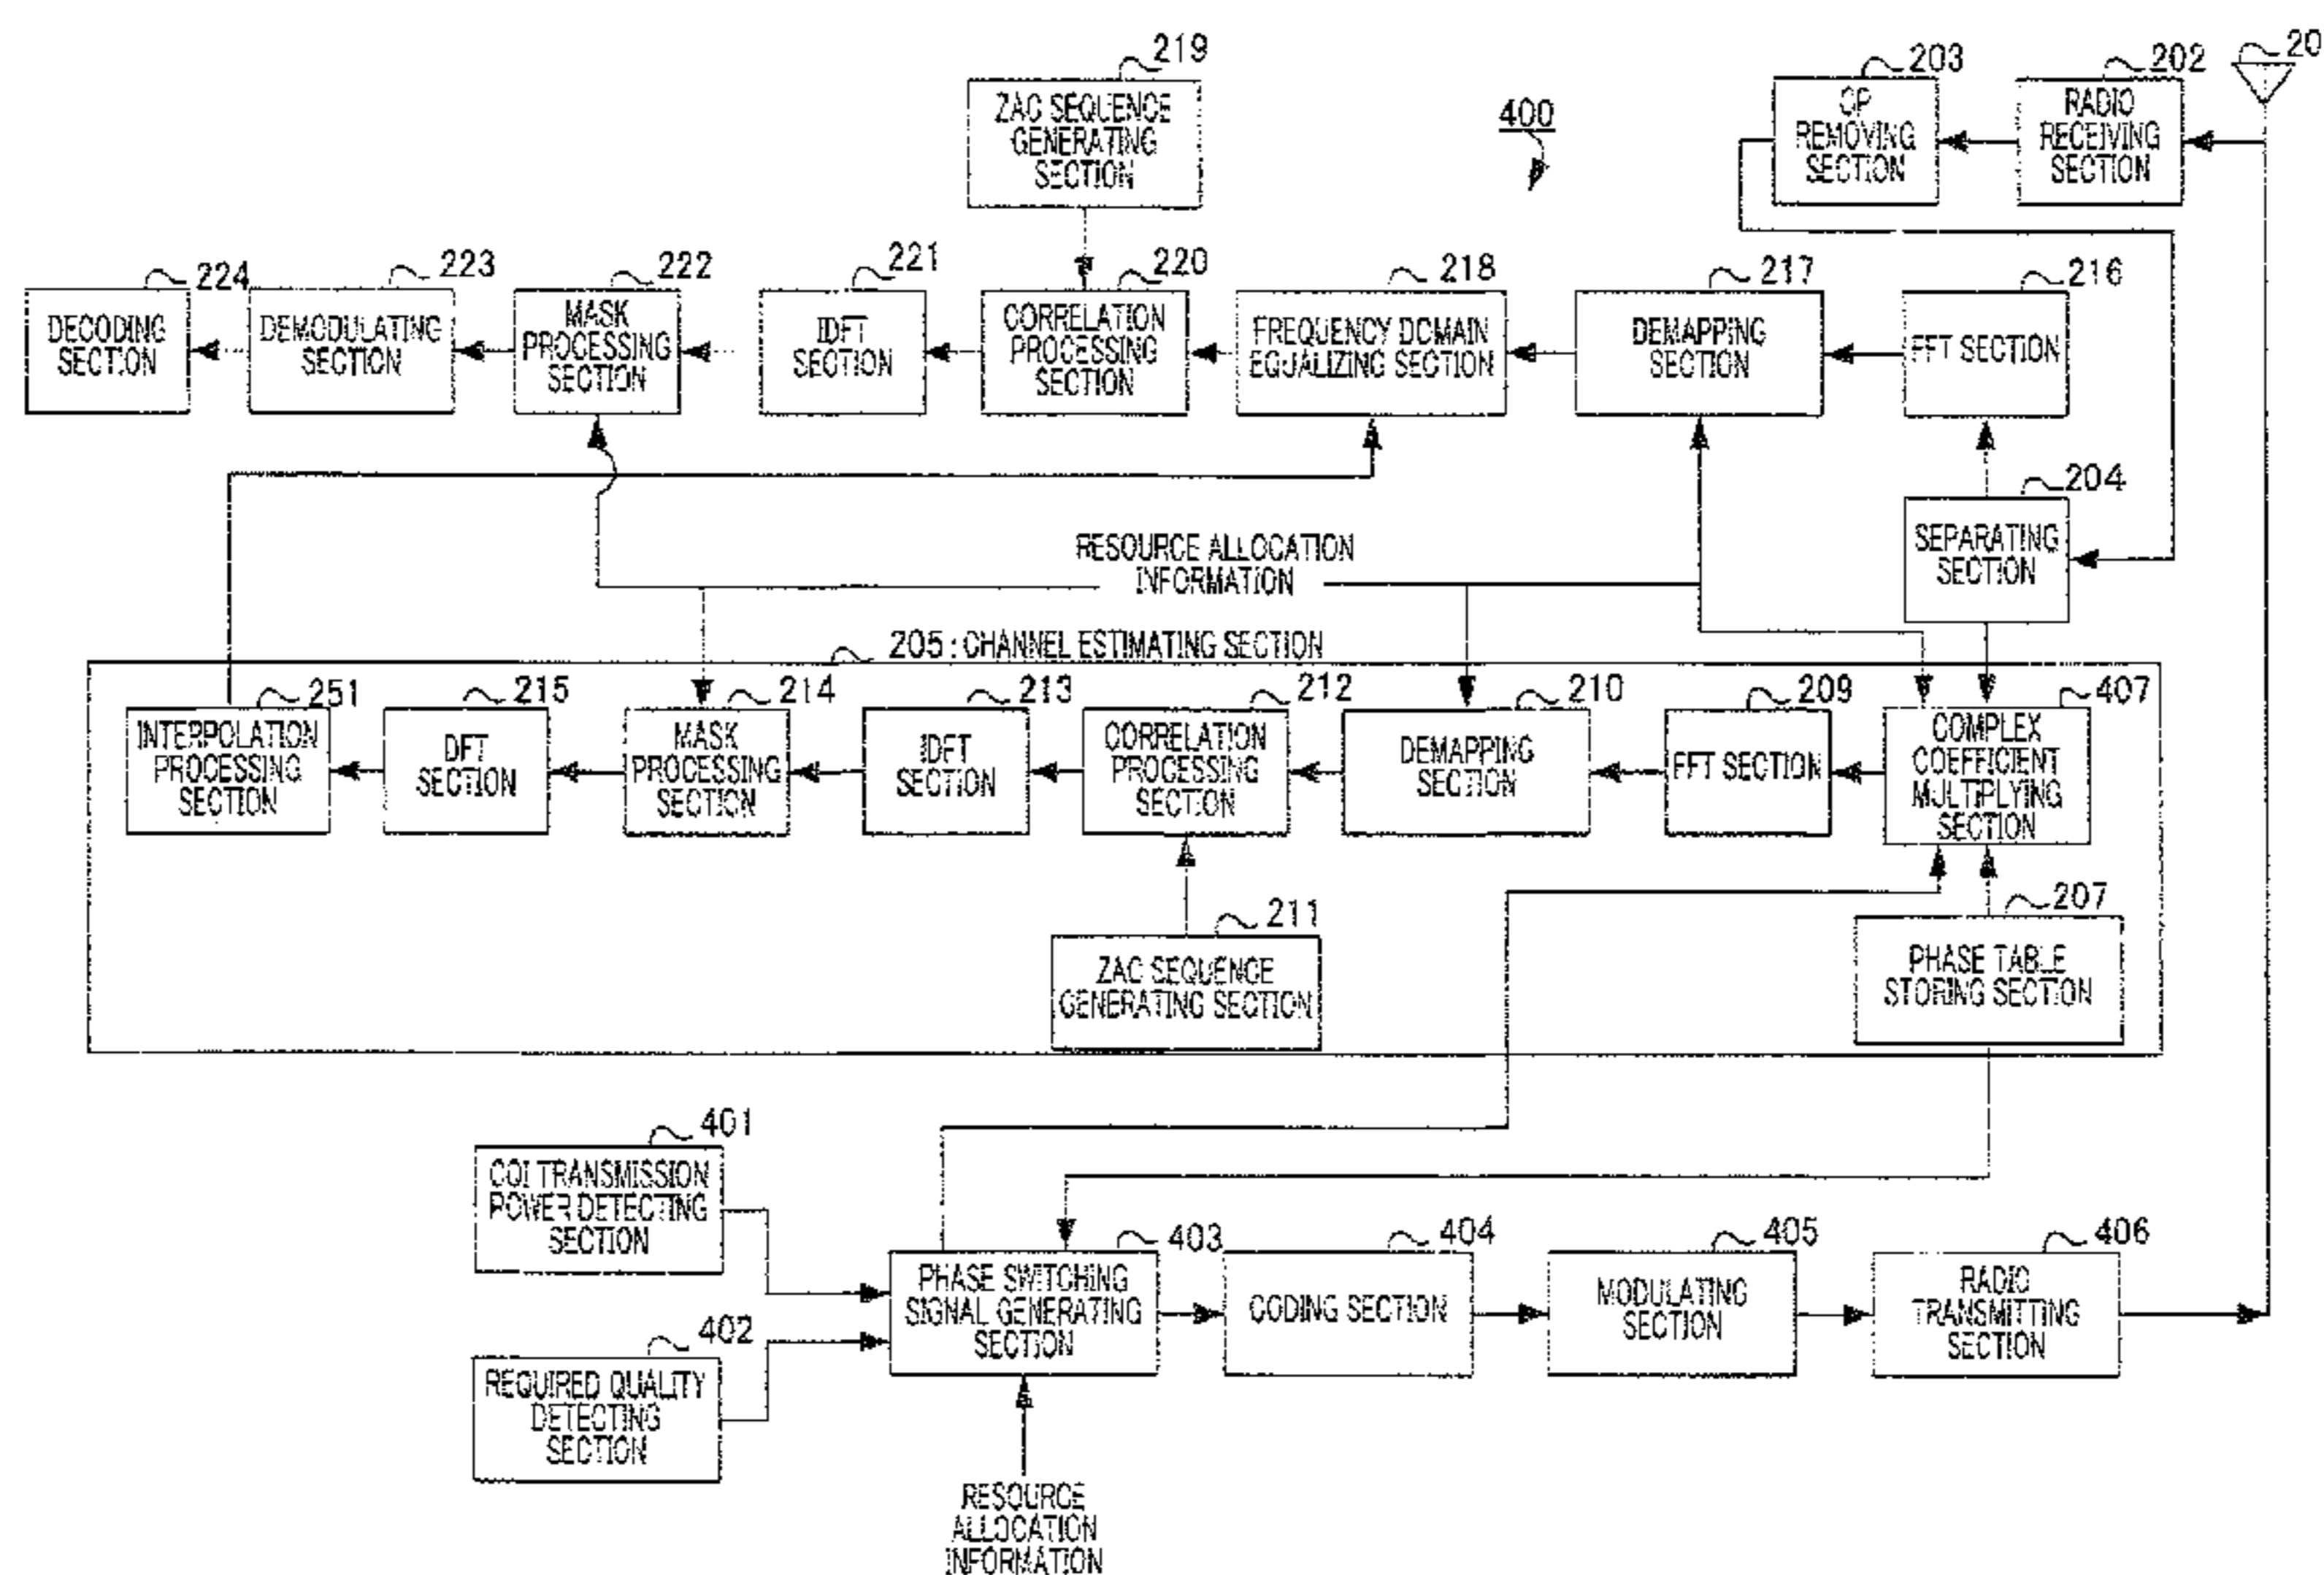 219
203
202
20
ZAC SEQUENCE
GENERATING
SECTION
400
CP
REMOVING
SECTION
RADIO
RECEIVING
SECTION
224
223
222
221
220
218
217
216
DECODING
SECTION
DEMODULATING
SECTION
MASK
PROCESSING
SECTION
IDFT
SECTION
CORRELATION
PROCESSING
SECTION
FREQUENCY DOMAIN
EQUALIZING SECTION
DEMAPPING
SECTION
FFT SECTION
204
SEPARATING
SECTION
RESOURCE ALLOCATION
INFORMATION
205 : CHANNEL ESTIMATING SECTION
251
215
214
213
212
210
209
407
INTERPOLATION
PROCESSING
SECTION
DFT
SECTION
MASK
PROCESSING
SECTION
IDFT
SECTION
CORRELATION
PROCESSING
SECTION
DEMAPPING
SECTION
FFT SECTION
COMPLEX
COEFFICIENT
MULTIPLYING
SECTION
211
207
ZAC SEQUENCE
GENERATING SECTION
PHASE TABLE
STORING SECTION
401
CQI TRANSMISSION
POWER DETECTING
SECTION
403
404
405
406
PHASE SWITCHING
SIGNAL GENERATING
SECTION
CODING SECTION
MODULATING
SECTION
RADIO
TRANSMITTING
SECTION
402
REQUIRED QUALITY
DETECTING
SECTION
RESOURCE
ALLOCATION
INFORMATION